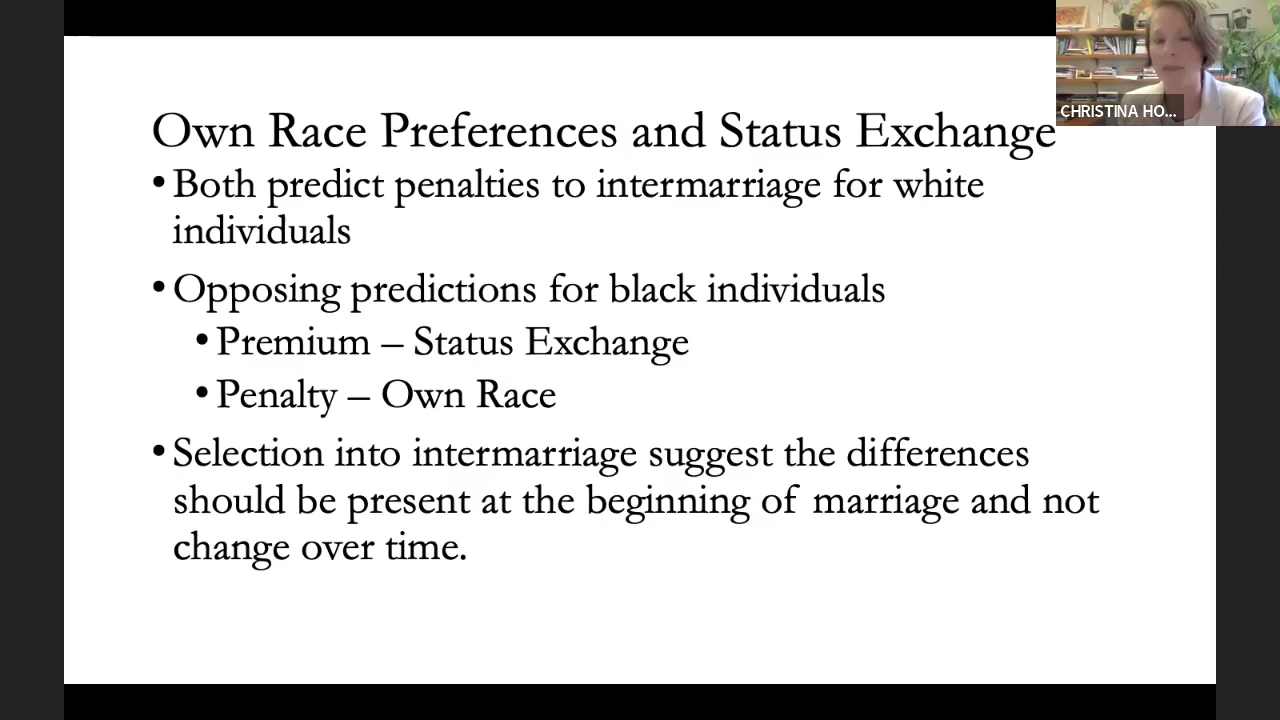 CHRISTINA HO...
Own Race Preferences and Status Exchange
• Both predict penalties to intermarriage for white
individuals
• Opposing predictions for black individuals
• Premium – Status Exchange
• Penalty – Own Race
• Selection into intermarriage suggest the differences
should be present at the beginning of marriage and not
change over time.